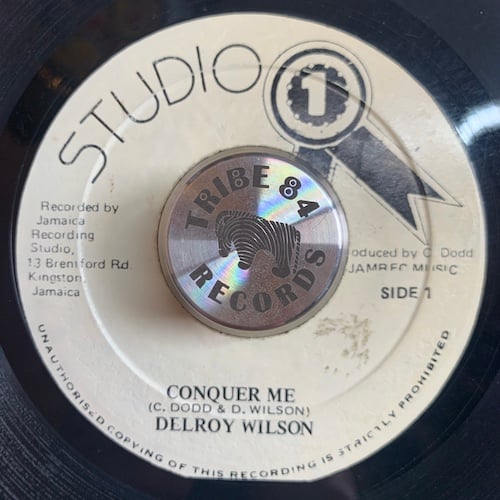 STUDIO
1
TRIBE 84
RECORDS
Recorded by
Jamaica
Recording
Studio,
13 Brentford Rd.
Kingston,
Jamaica
oduced by C. Dodd
JAMREC MUSIC
SIDE 1
CONQUER ME
(C. DODD & D. WILSON)
DELROY WILSON
UNAUTHORISED COPYING OF THIS RECORDING IS STRICTLY PROHIBITED